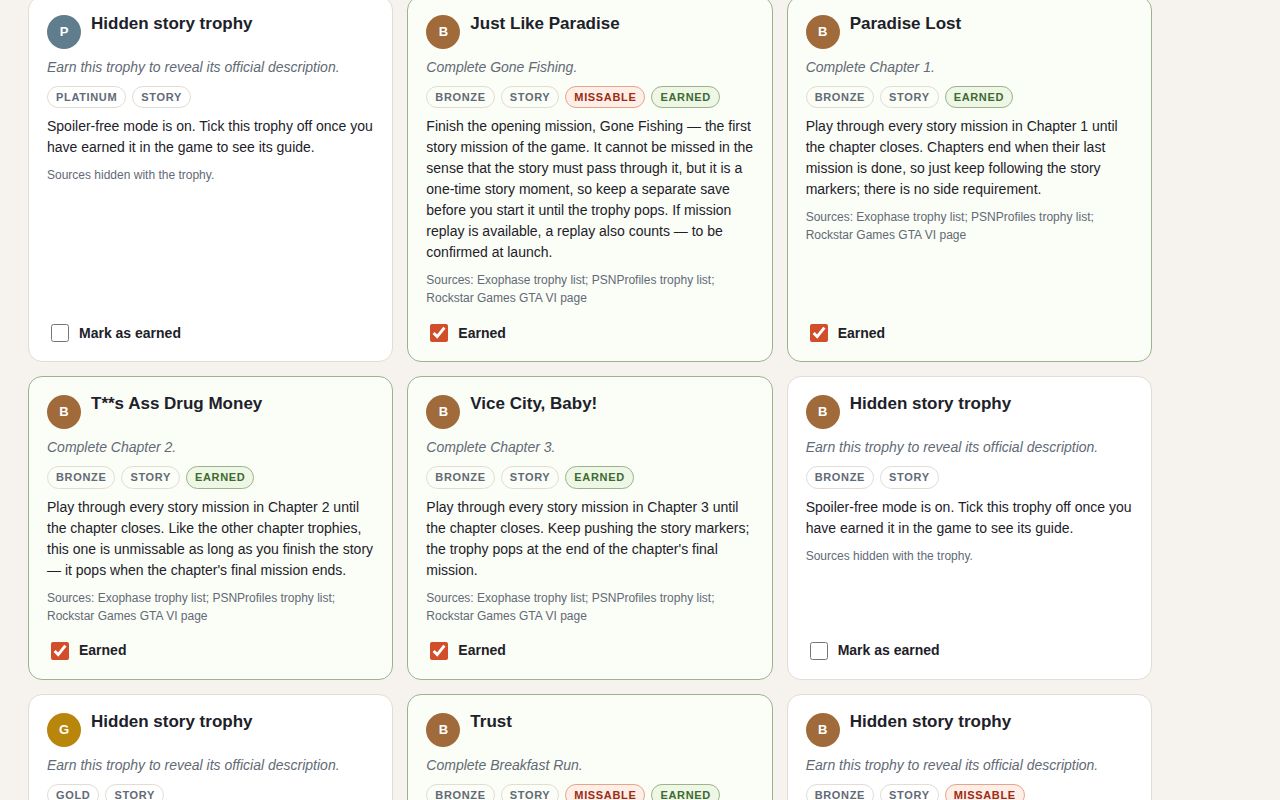 P
Hidden story trophy
Earn this trophy to reveal its official description.
PLATINUM STORY
Spoiler-free mode is on. Tick this trophy off once you
have earned it in the game to see its guide.
Sources hidden with the trophy.
Mark as earned
B
Just Like Paradise
Complete Gone Fishing.
BRONZE STORY MISSABLE EARNED
Finish the opening mission, Gone Fishing — the first
story mission of the game. It cannot be missed in the
sense that the story must pass through it, but it is a
one-time story moment, so keep a separate save
before you start it until the trophy pops. If mission
replay is available, a replay also counts — to be
confirmed at launch.
Sources: Exophase trophy list; PSNProfiles trophy list;
Rockstar Games GTA VI page
Earned
B
Paradise Lost
Complete Chapter 1.
BRONZE STORY EARNED
Play through every story mission in Chapter 1 until
the chapter closes. Chapters end when their last
mission is done, so just keep following the story
markers; there is no side requirement.
Sources: Exophase trophy list; PSNProfiles trophy list;
Rockstar Games GTA VI page
Earned
B
T**s Ass Drug Money
Complete Chapter 2.
BRONZE STORY EARNED
Play through every story mission in Chapter 2 until
the chapter closes. Like the other chapter trophies,
this one is unmissable as long as you finish the story
— it pops when the chapter's final mission ends.
Sources: Exophase trophy list; PSNProfiles trophy list;
Rockstar Games GTA VI page
Earned
B
Vice City, Baby!
Complete Chapter 3.
BRONZE STORY EARNED
Play through every story mission in Chapter 3 until
the chapter closes. Keep pushing the story markers;
the trophy pops at the end of the chapter's final
mission.
Sources: Exophase trophy list; PSNProfiles trophy list;
Rockstar Games GTA VI page
Earned
B
Hidden story trophy
Earn this trophy to reveal its official description.
BRONZE STORY
Spoiler-free mode is on. Tick this trophy off once you
have earned it in the game to see its guide.
Sources hidden with the trophy.
Mark as earned
G
Hidden story trophy
Earn this trophy to reveal its official description.
GOLD STORY
B
Trust
Complete Breakfast Run.
BRONZE STORY MISSABLE EARNED
B
Hidden story trophy
Earn this trophy to reveal its official description.
BRONZE STORY MISSABLE